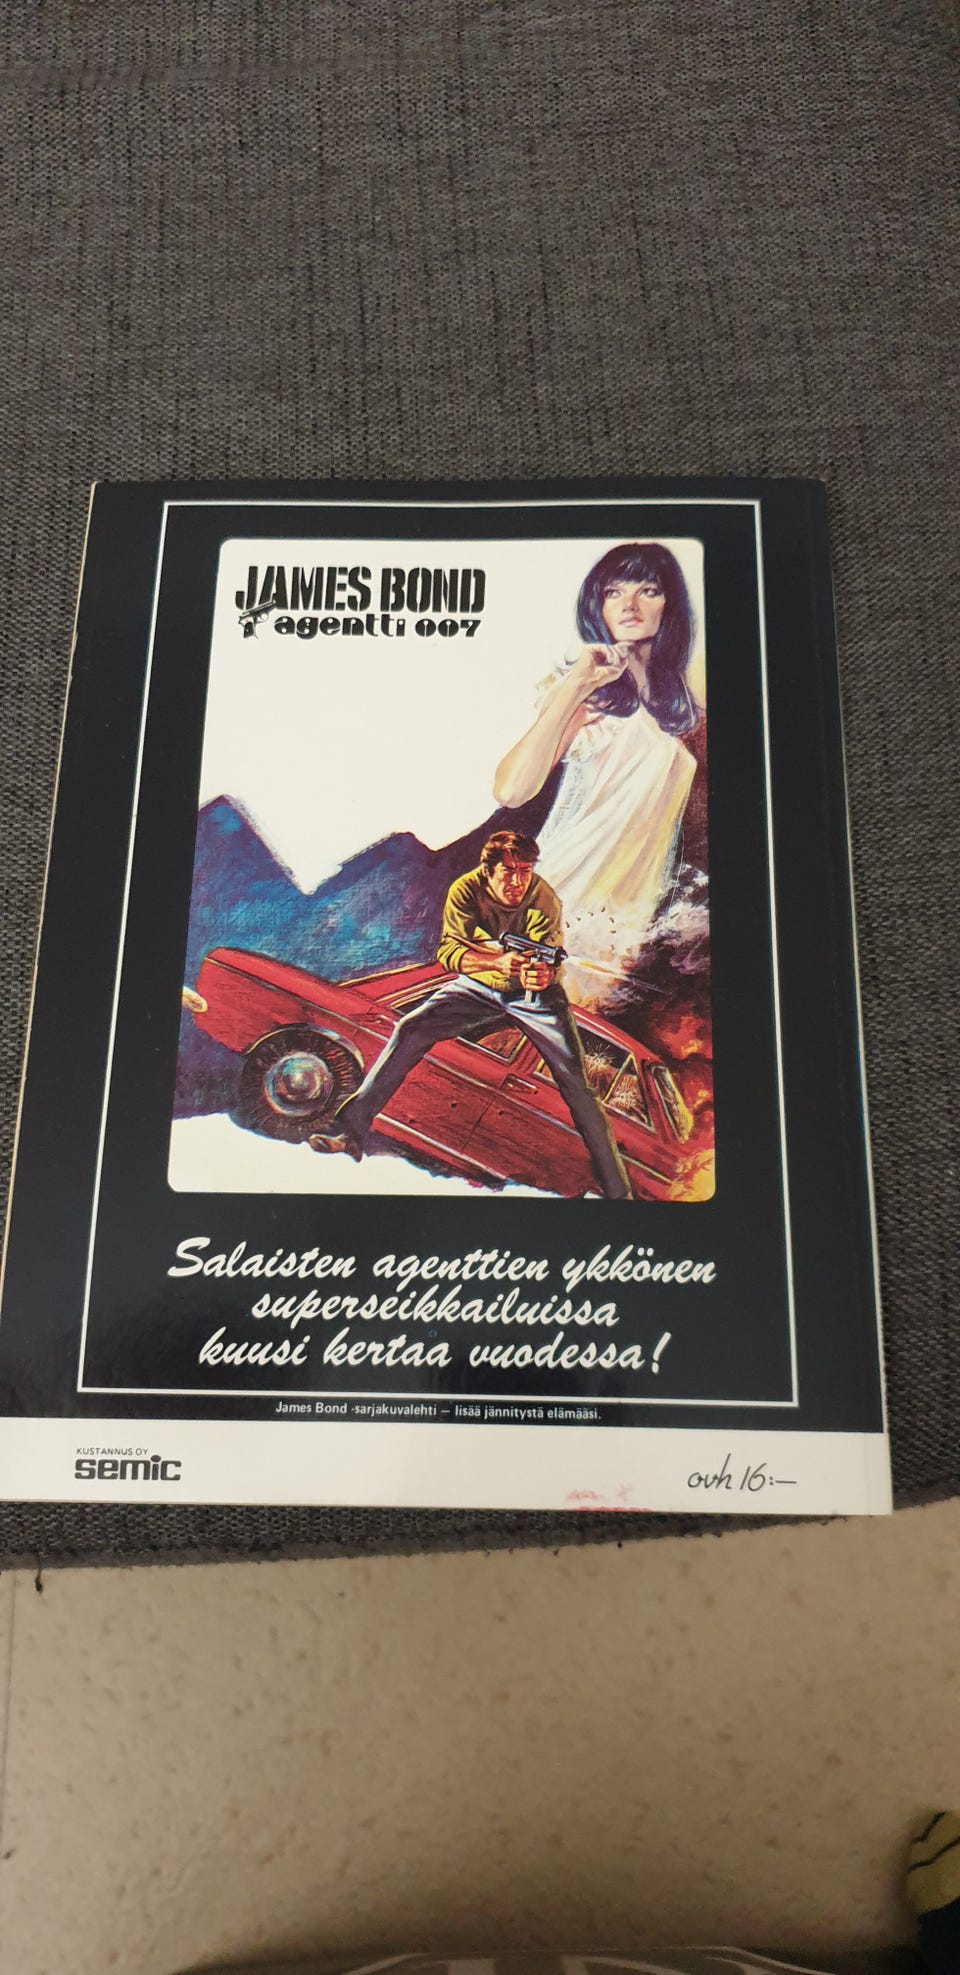 JAMES BOND
agentti 007
Salaisten agenttien ykkönen
superseikkailuissa
kuusi kertaa vuodessa!
James Bond -sarjakuvalehti – lisää jännitystä elämääsi.
KUSTANNUS OY
semic
ovh 16:—